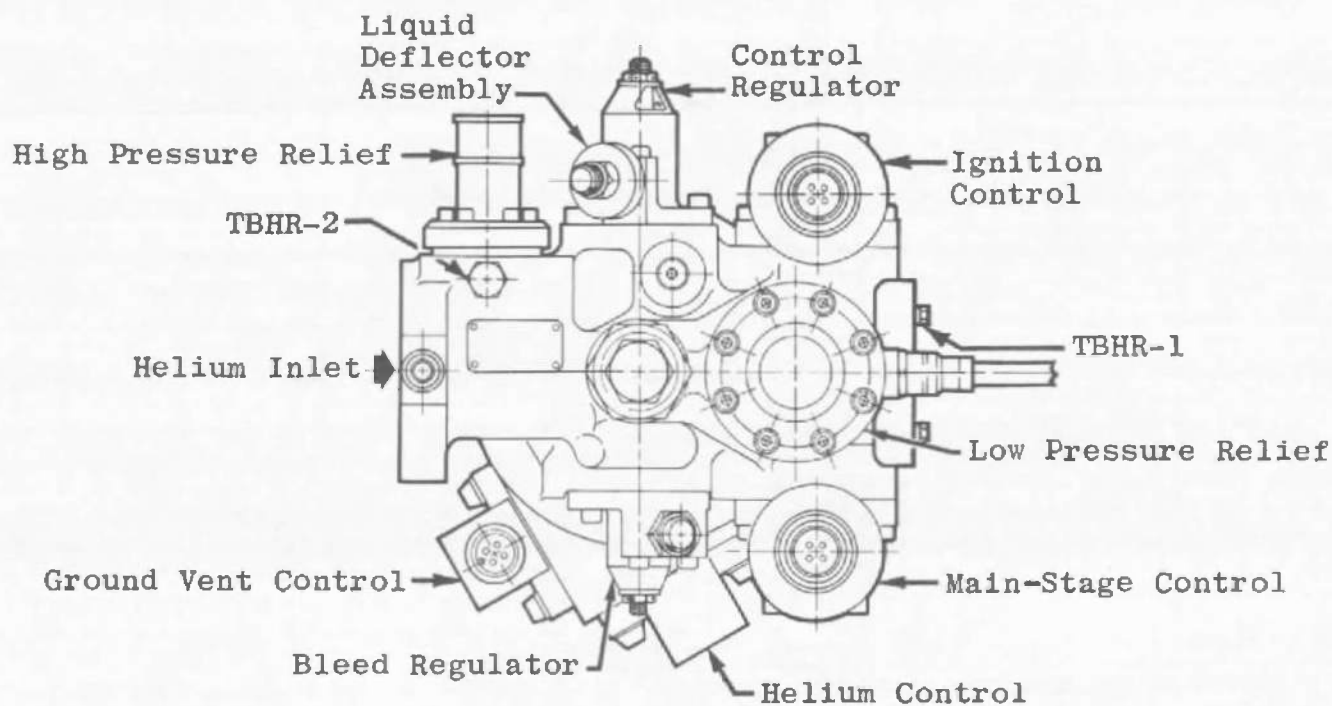 Liquid
Deflector
Assembly
Control
Regulator
High Pressure Relief
Ignition
Control
TBHR-2
Helium Inlet
TBHR-1
Low Pressure Relief
Ground Vent Control
Main-Stage Control
Bleed Regulator
Helium Control